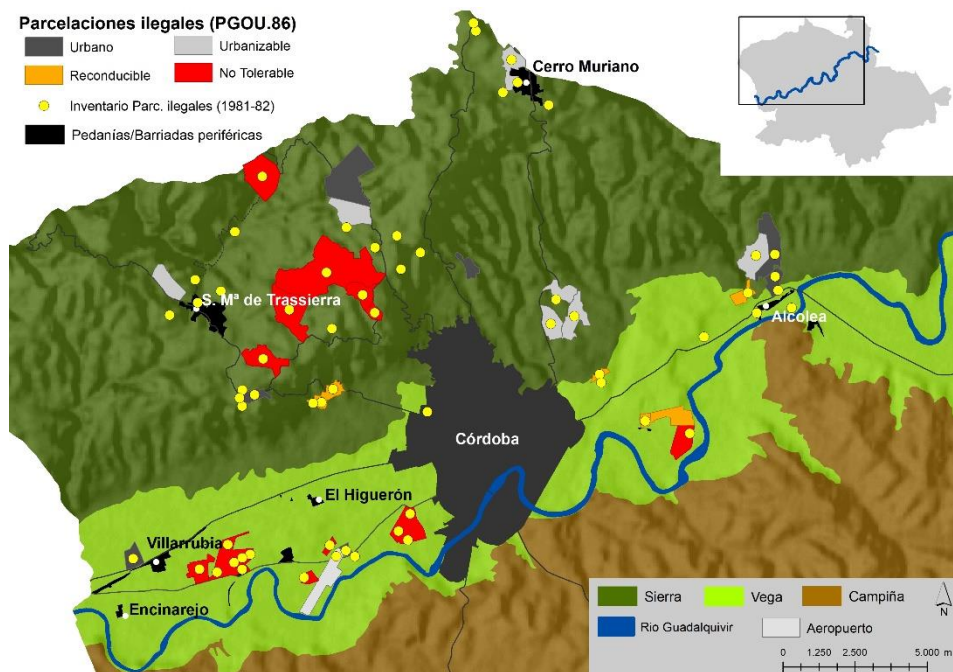 Parcelaciones ilegales (PGOU.86)
Urbano
Urbanizable
Reconducible
No Tolerable
Inventario Parc. ilegales (1981-82)
Pedanías/Barriadas periféricas
Cerro Muriano
S. Mª de Trassierra
Alcolea
Córdoba
El Higuerón
Villarrubia
Encinarejo
Sierra
Vega
Campiña
Rio Guadalquivir
Aeropuerto
N
0 1.250 2.500 5.000 m